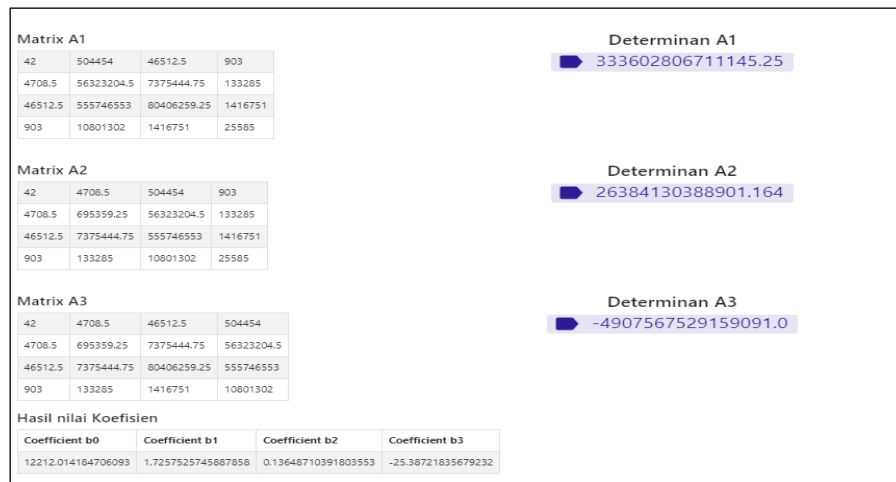 Matrix A1
Determinan A1
42 504454 46512.5 903
333602806711145.25
4708.5 56323204.5 7375444.75 133285
46512.5 555746553 80406259.25 1416751
903 10801302 1416751 25585
Matrix A2
Determinan A2
42 4708.5 504454 903
26384130388901.164
4708.5 695359.25 56323204.5 133285
46512.5 7375444.75 555746553 1416751
903 133285 10801302 25585
Matrix A3
Determinan A3
42 4708.5 46512.5 504454
-4907567529159091.0
4708.5 695359.25 7375444.75 56323204.5
46512.5 7375444.75 80406259.25 555746553
903 133285 1416751 10801302
Hasil nilai Koefisien
Coefficient b0 Coefficient b1 Coefficient b2 Coefficient b3
12212.014184706093 1.7257525745887858 0.13648710391803553 -25.38721835679232